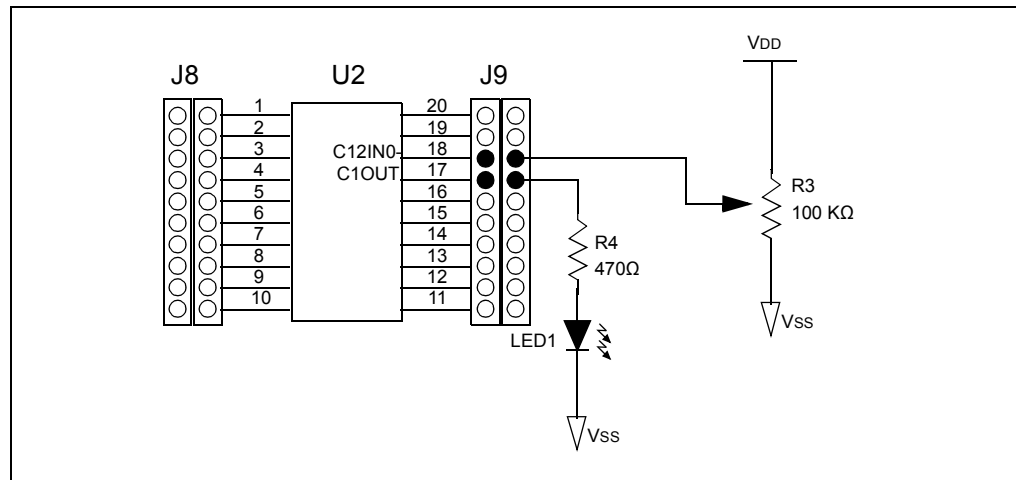 VDD
J8 U2 J9
1 20
2 19
3 C12IN0- 18
4 C1OUT 17
5 16
6 15
7 14
8 13
9 12
10 11
R3
100 KΩ
R4
470Ω
LED1
VSS
VSS